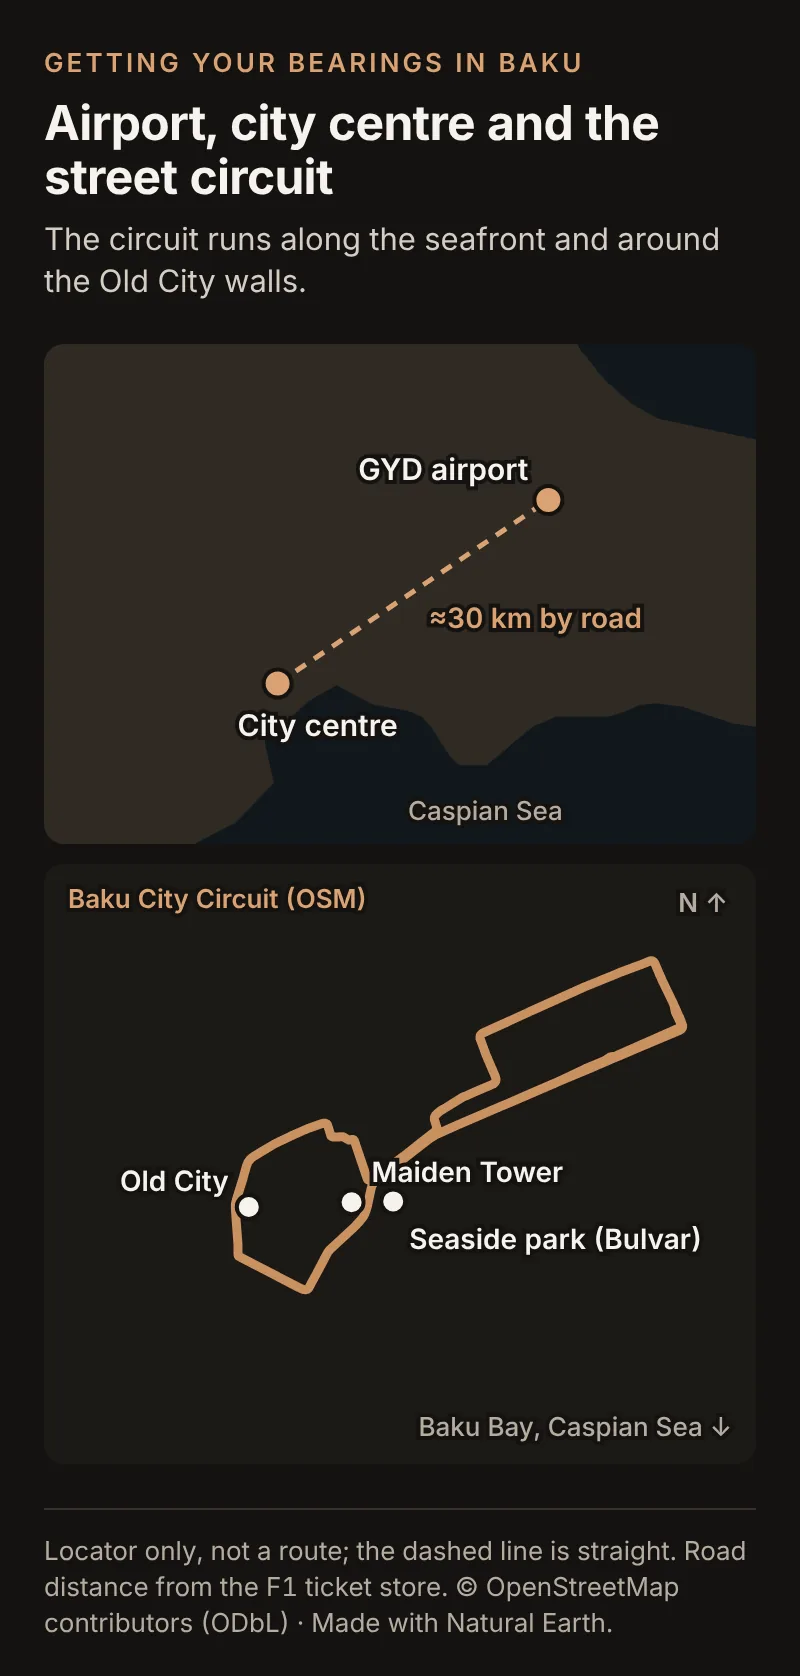 GETTING YOUR BEARINGS IN BAKU
Airport, city centre and the
street circuit
The circuit runs along the seafront and around
the Old City walls.
GYD airport
≈30 km by road
City centre
Caspian Sea
Baku City Circuit (OSM)
N ↑
Old City
Maiden Tower
Seaside park (Bulvar)
Baku Bay, Caspian Sea ↓
Locator only, not a route; the dashed line is straight. Road
distance from the F1 ticket store. © OpenStreetMap
contributors (ODbL) · Made with Natural Earth.